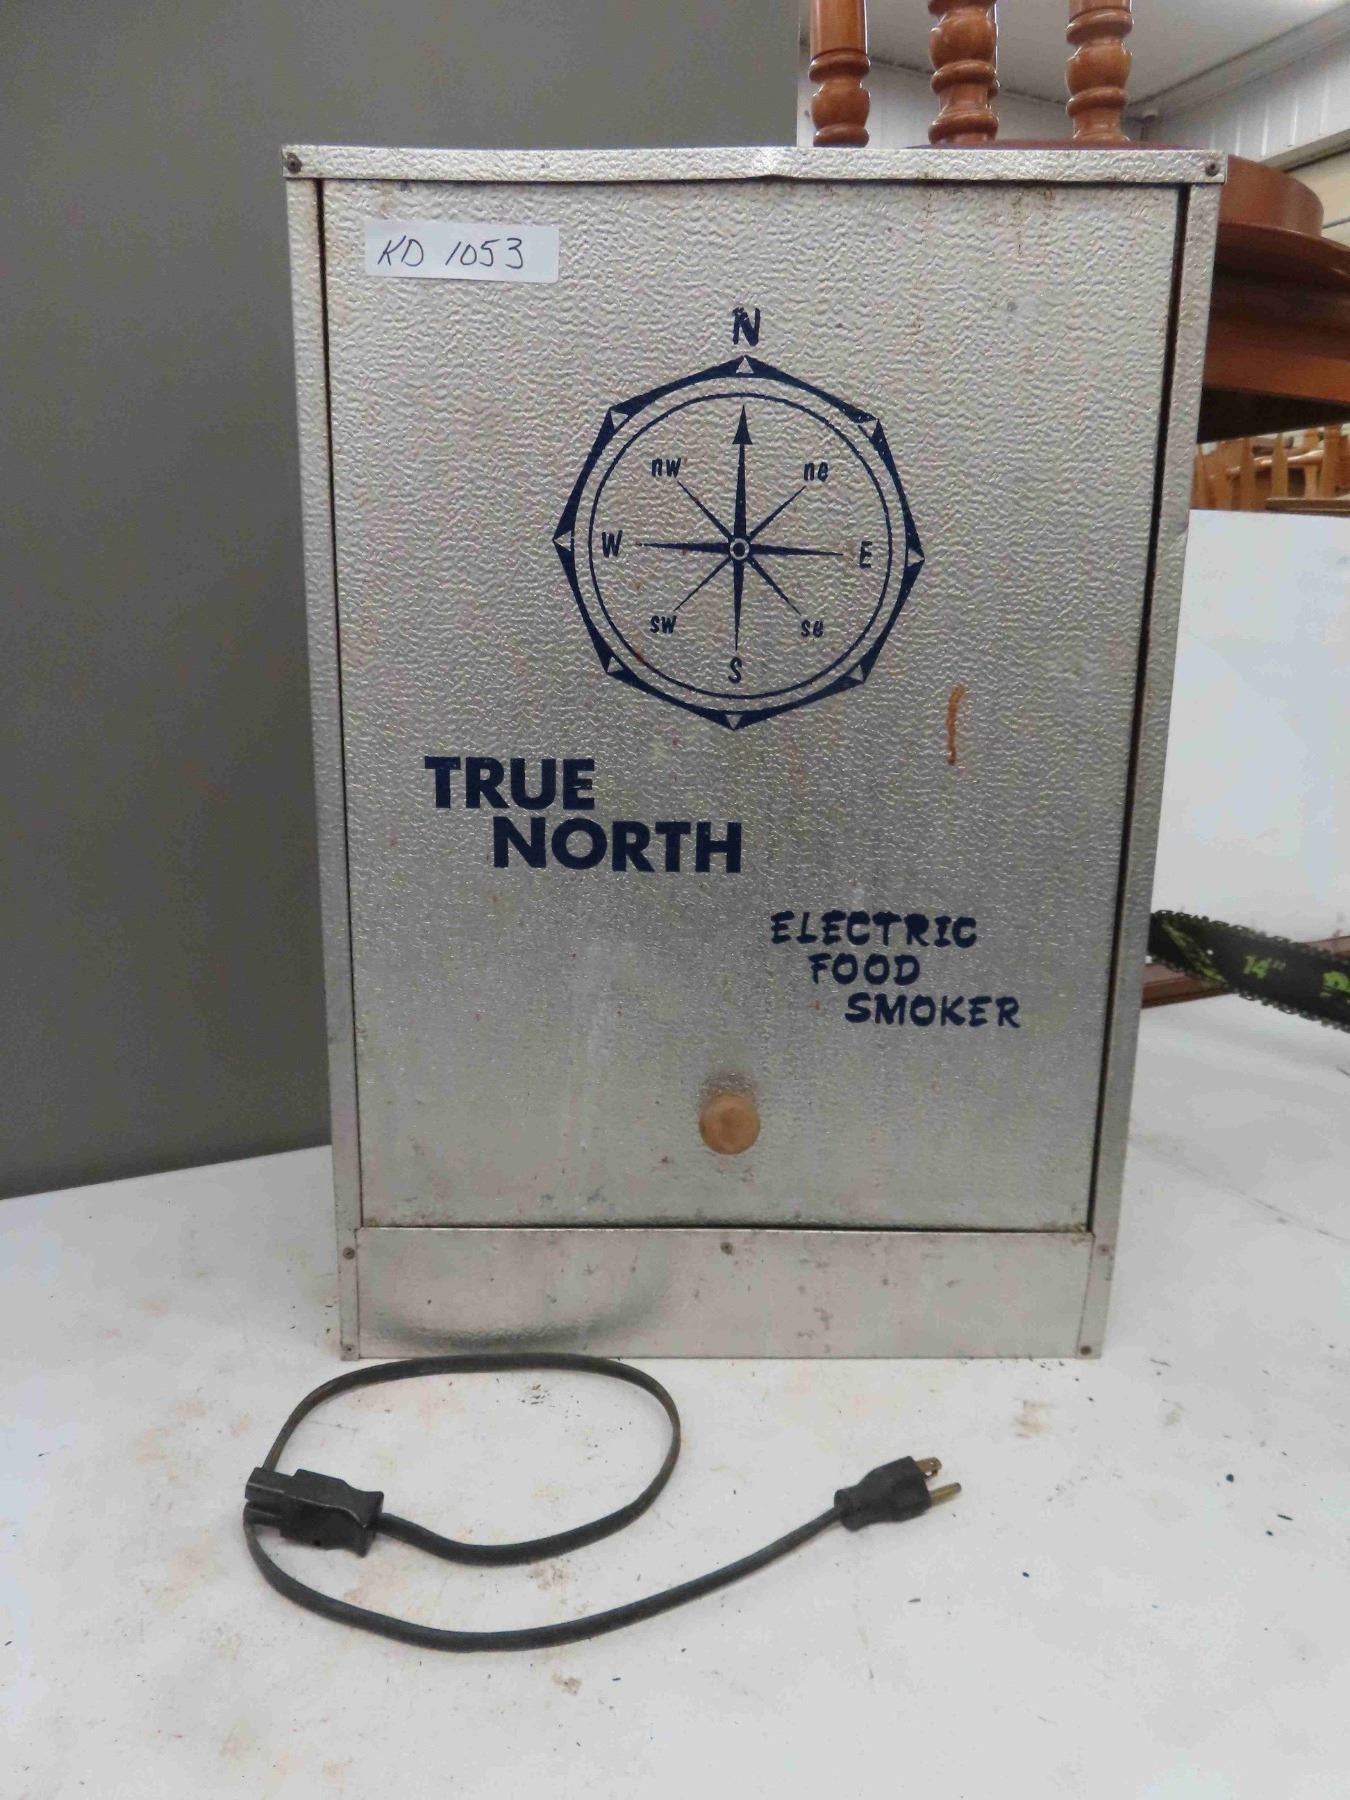 KD 1053
N
nw ne
W E
sw se
S
TRUE
NORTH
ELECTRIC
FOOD
SMOKER
14"